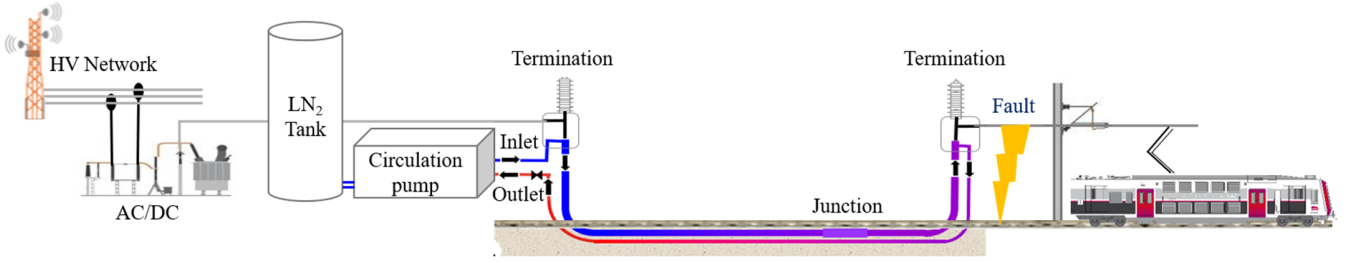 HV Network
AC/DC
LN₂
Tank
Circulation
pump
Inlet
Outlet
Termination
Junction
Termination
Fault